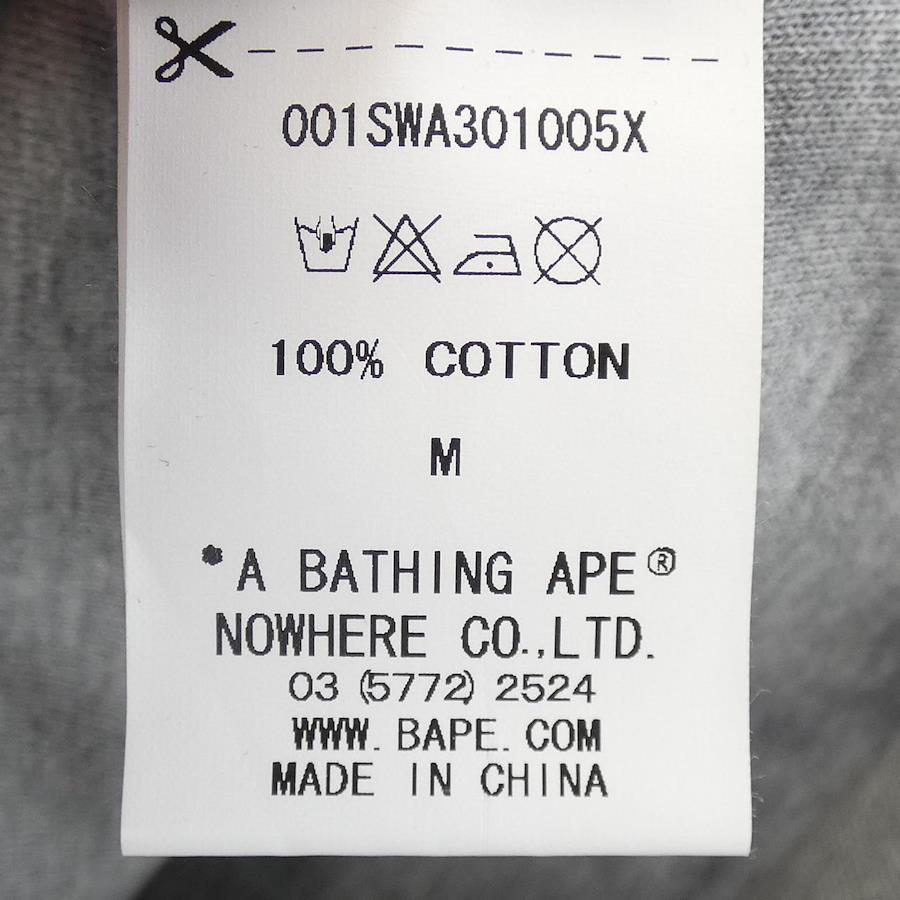 001SWA301005X
100% COTTON
M
*A BATHING APE®
NOWHERE CO.,LTD.
03 (5772) 2524
WWW.BAPE.COM
MADE IN CHINA